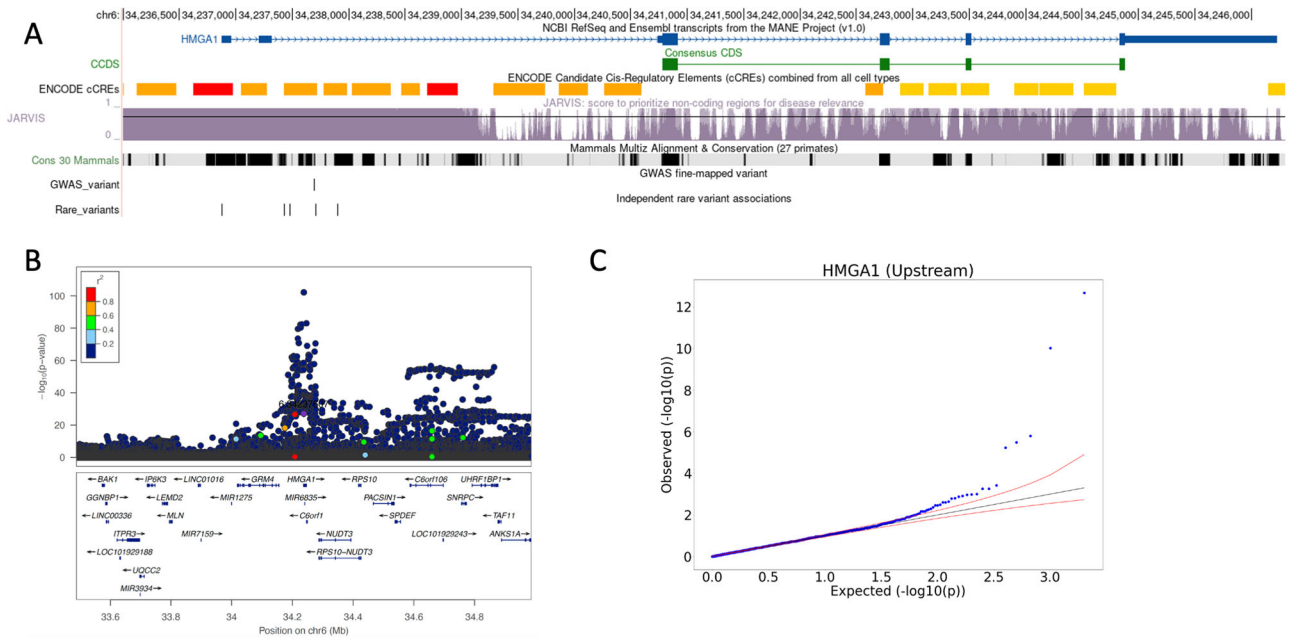 A
chr6: 34,236,500 34,237,000 34,237,500 34,238,000 34,238,500 34,239,000 34,239,500 34,240,000 34,240,500 34,241,000 34,241,500 34,242,000 34,242,500 34,243,000 34,243,500 34,244,000 34,244,500 34,245,000 34,245,500 34,246,000
NCBI RefSeq and Ensembl transcripts from the MANE Project (v1.0)
HMGA1
Consensus CDS
CCDS
ENCODE Candidate Cis-Regulatory Elements (cCREs) combined from all cell types
ENCODE cCREs
1
JARVIS: score to prioritize non-coding regions for disease relevance
JARVIS
0
Mammals Multiz Alignment & Conservation (27 primates)
Cons 30 Mammals
GWAS fine-mapped variant
GWAS_variant
Independent rare variant associations
Rare_variants
B
r²
0.8
0.6
0.4
0.2
100
80
60
40
20
0
−log₁₀(p−value)
←BAK1
←IP6K3
←LINC01016
←GRM4
HMGA1→
←RPS10
←C6orf106
UHRF1BP1→
GGNBP1→
←LEMD2
←MIR1275
MIR6835→
PACSIN1→
SNRPC→
←LINC00336
←MLN
←C6orf1
←SPDEF
←TAF11
ITPR3→
MIR7159→
←NUDT3
LOC101929243→
ANKS1A→
←LOC101929188
←RPS10−NUDT3
←UQCC2
MIR3934→
33.6
33.8
34
34.2
34.4
34.6
34.8
Position on chr6 (Mb)
C
HMGA1 (Upstream)
12
10
8
6
4
2
0
Observed (-log10(p))
0.0
0.5
1.0
1.5
2.0
2.5
3.0
Expected (-log10(p))